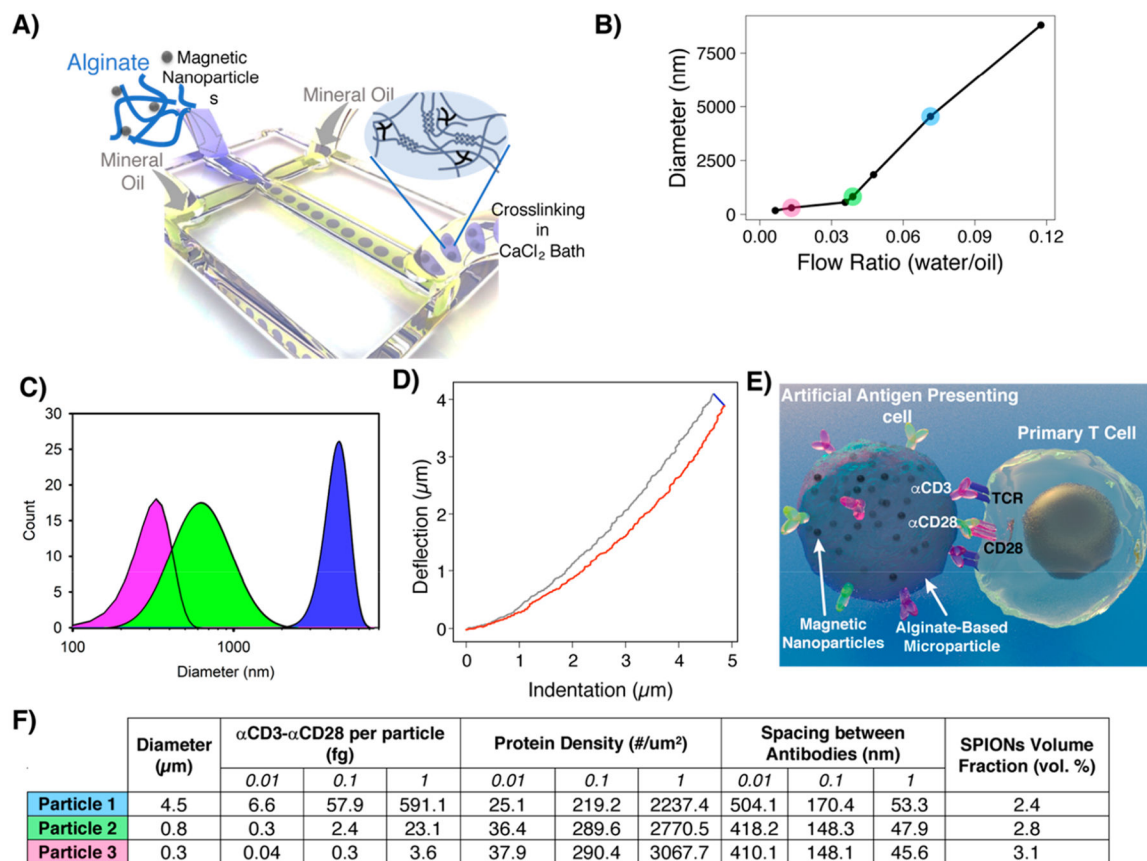 A)
Alginate
Magnetic
Nanoparticle
s
Mineral Oil
Mineral
Oil
Crosslinking
in
CaCl₂ Bath
B)
Diameter (nm)
7500
5000
2500
0
0.00 0.03 0.06 0.09 0.12
Flow Ratio (water/oil)
C)
Count
30
25
20
15
10
5
0
100 1000
Diameter (nm)
D)
Deflection (µm)
4
3
2
1
0
0 1 2 3 4 5
Indentation (µm)
E)
Artificial Antigen Presenting
cell
Primary T Cell
αCD3
TCR
αCD28
CD28
Magnetic
Nanoparticles
Alginate-Based
Microparticle
F)
Diameter
(µm)
αCD3-αCD28 per particle
(fg)
Protein Density (#/um²)
Spacing between
Antibodies (nm)
SPIONs Volume
Fraction (vol. %)
0.01 0.1 1 0.01 0.1 1 0.01 0.1 1
Particle 1 4.5 6.6 57.9 591.1 25.1 219.2 2237.4 504.1 170.4 53.3 2.4
Particle 2 0.8 0.3 2.4 23.1 36.4 289.6 2770.5 418.2 148.3 47.9 2.8
Particle 3 0.3 0.04 0.3 3.6 37.9 290.4 3067.7 410.1 148.1 45.6 3.1